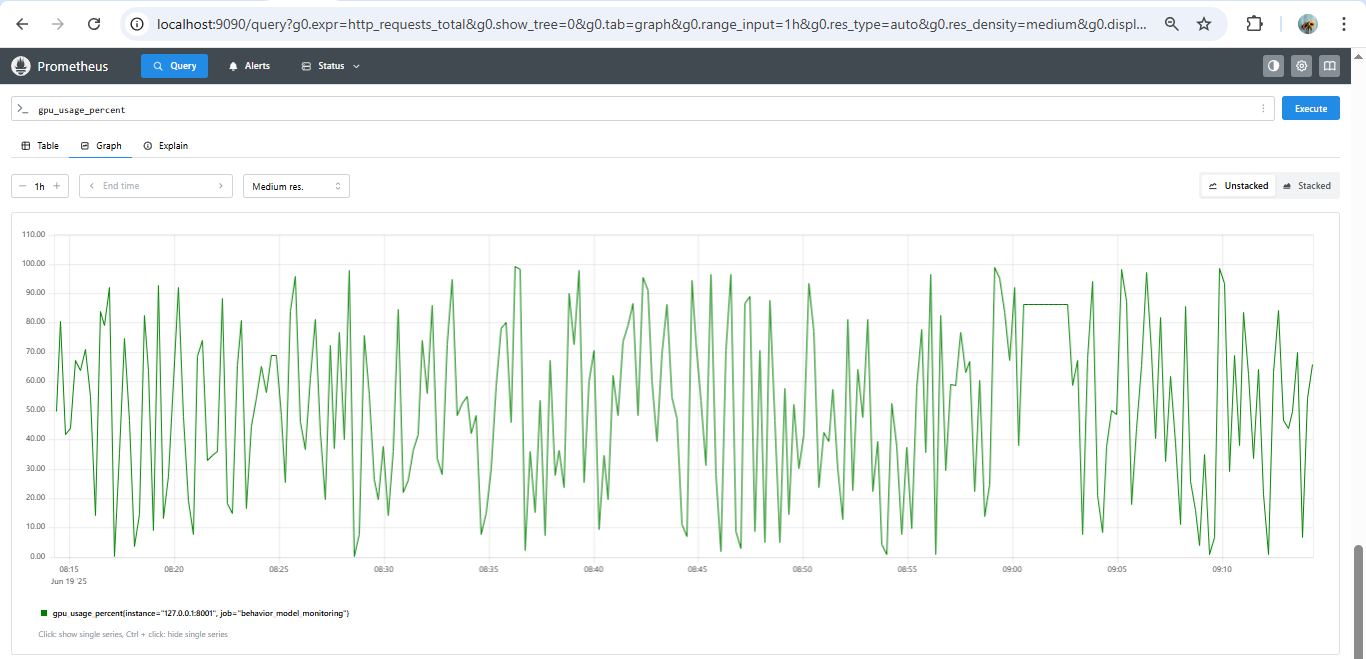 localhost:9090/query?g0.expr=http_requests_total&g0.show_tree=0&g0.tab=graph&g0.range_input=1h&g0.res_type=auto&g0.res_density=medium&g0.displ...
Prometheus Query Alerts Status
>_ gpu_usage_percent Execute
Table Graph Explain
− 1h + End time Medium res. Unstacked Stacked
110.00
100.00
90.00
80.00
70.00
60.00
50.00
40.00
30.00
20.00
10.00
0.00
08:15 08:20 08:25 08:30 08:35 08:40 08:45 08:50 08:55 09:00 09:05 09:10
Jun 19 '25
gpu_usage_percent{instance="127.0.0.1:8001", job="behavior_model_monitoring"}
Click: show single series, Ctrl + click: hide single series